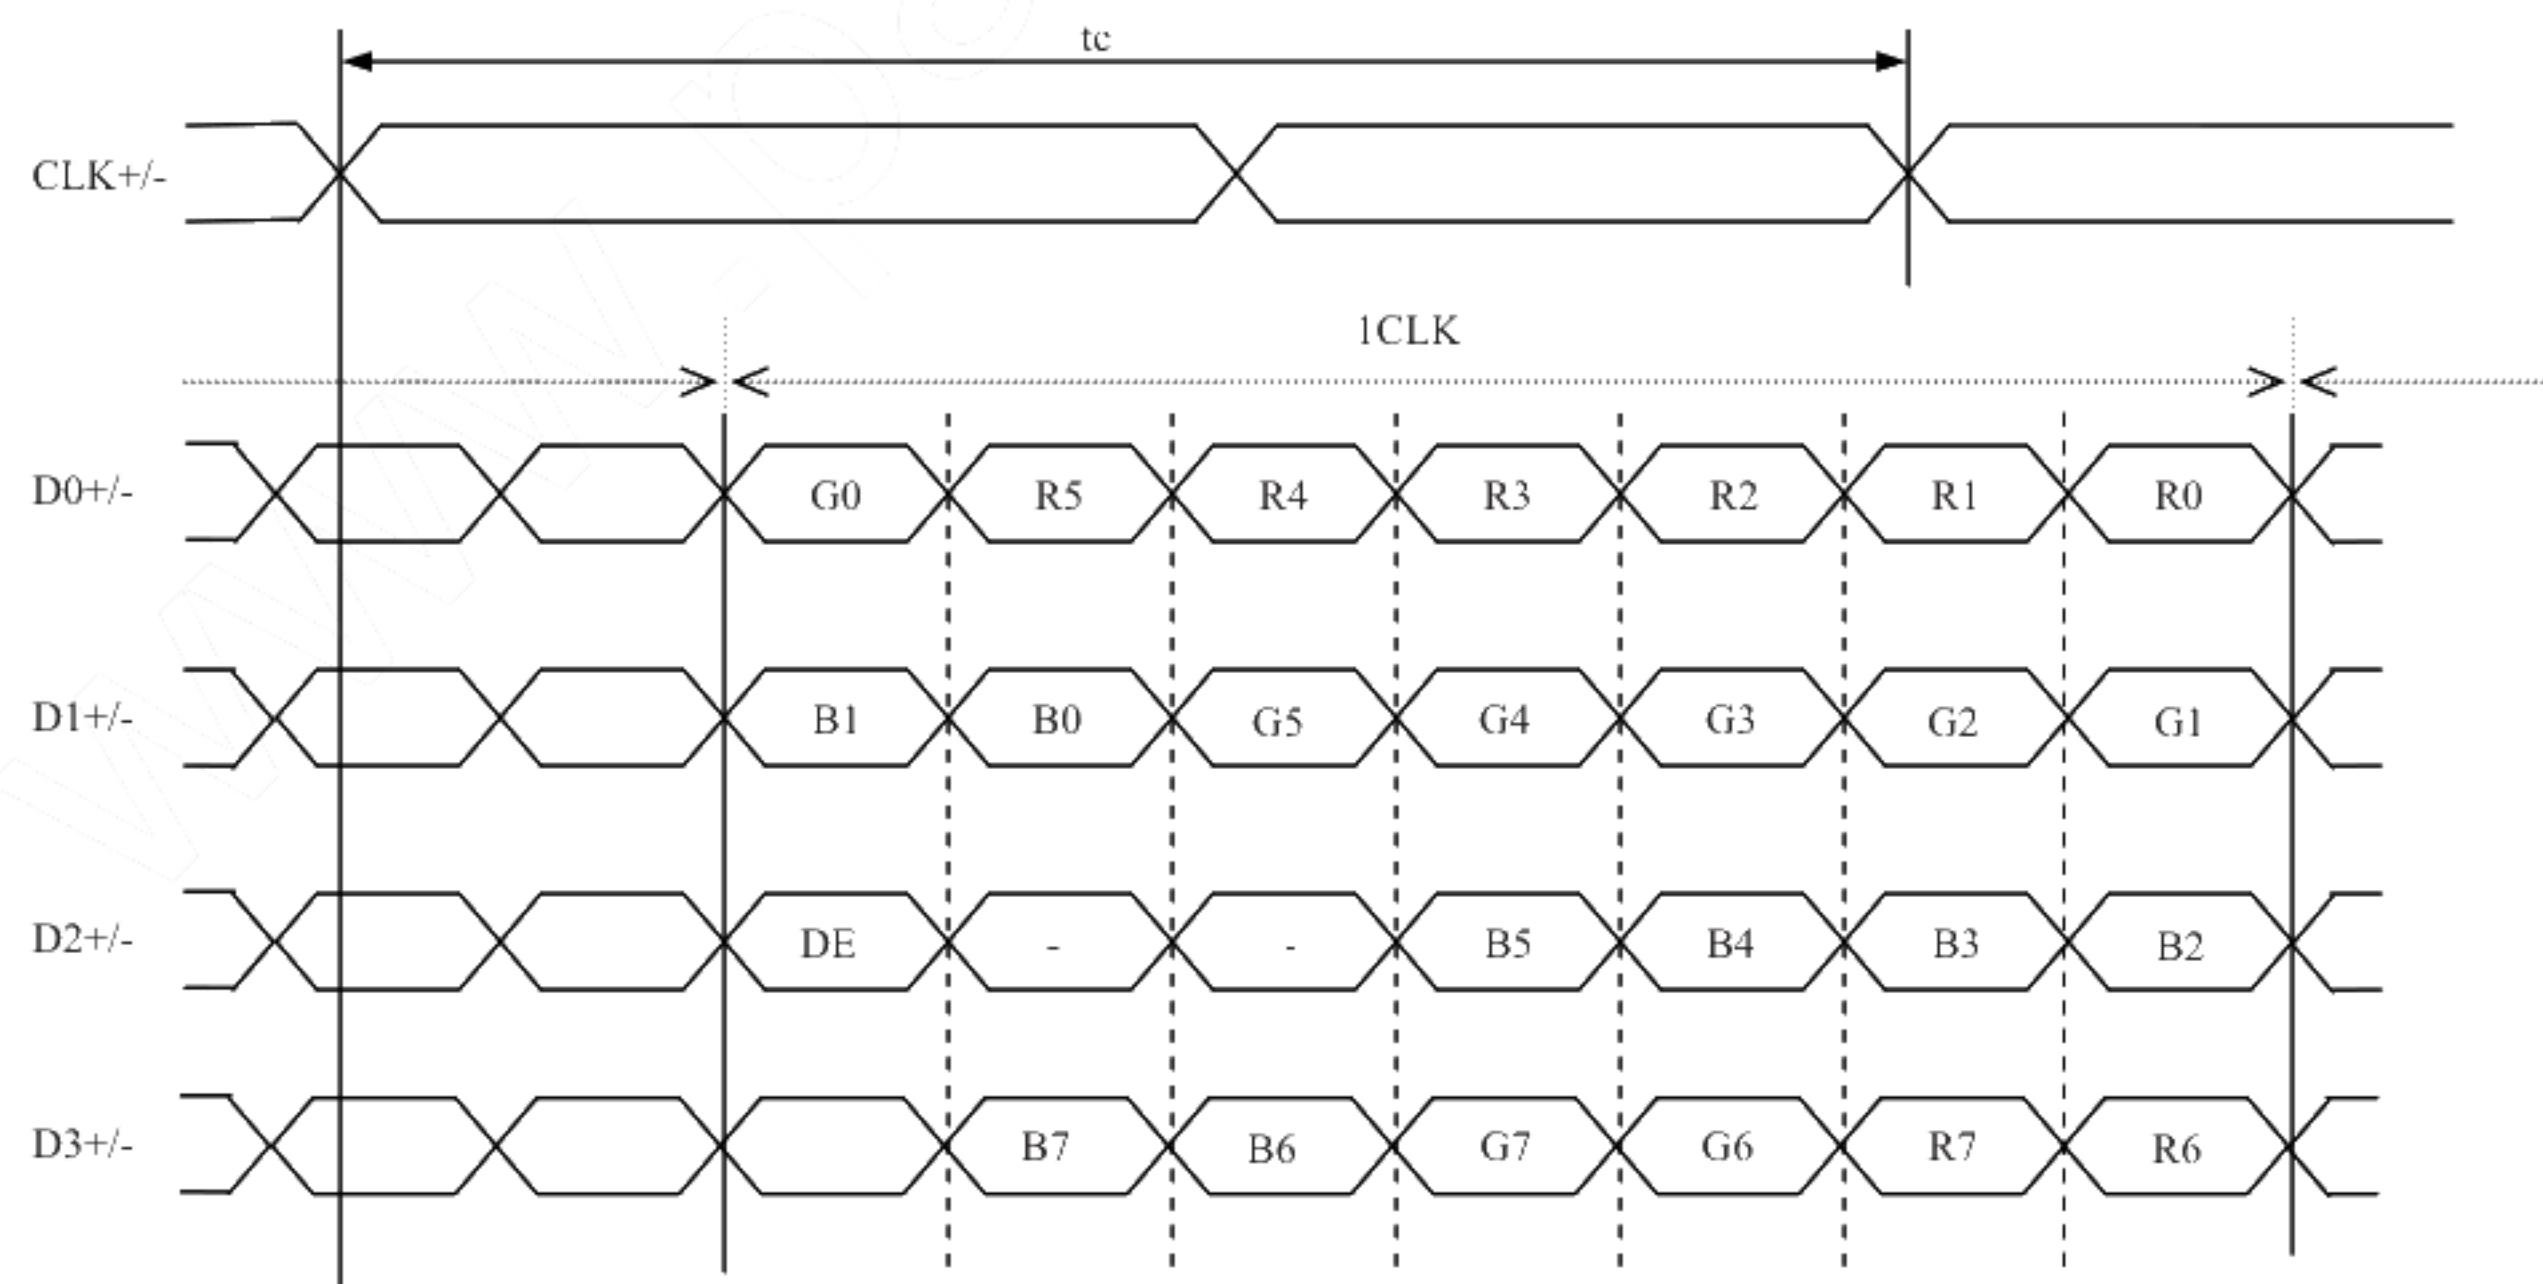 tc
CLK+/-
1CLK
D0+/- G0 R5 R4 R3 R2 R1 R0
D1+/- B1 B0 G5 G4 G3 G2 G1
D2+/- DE - - B5 B4 B3 B2
D3+/- B7 B6 G7 G6 R7 R6